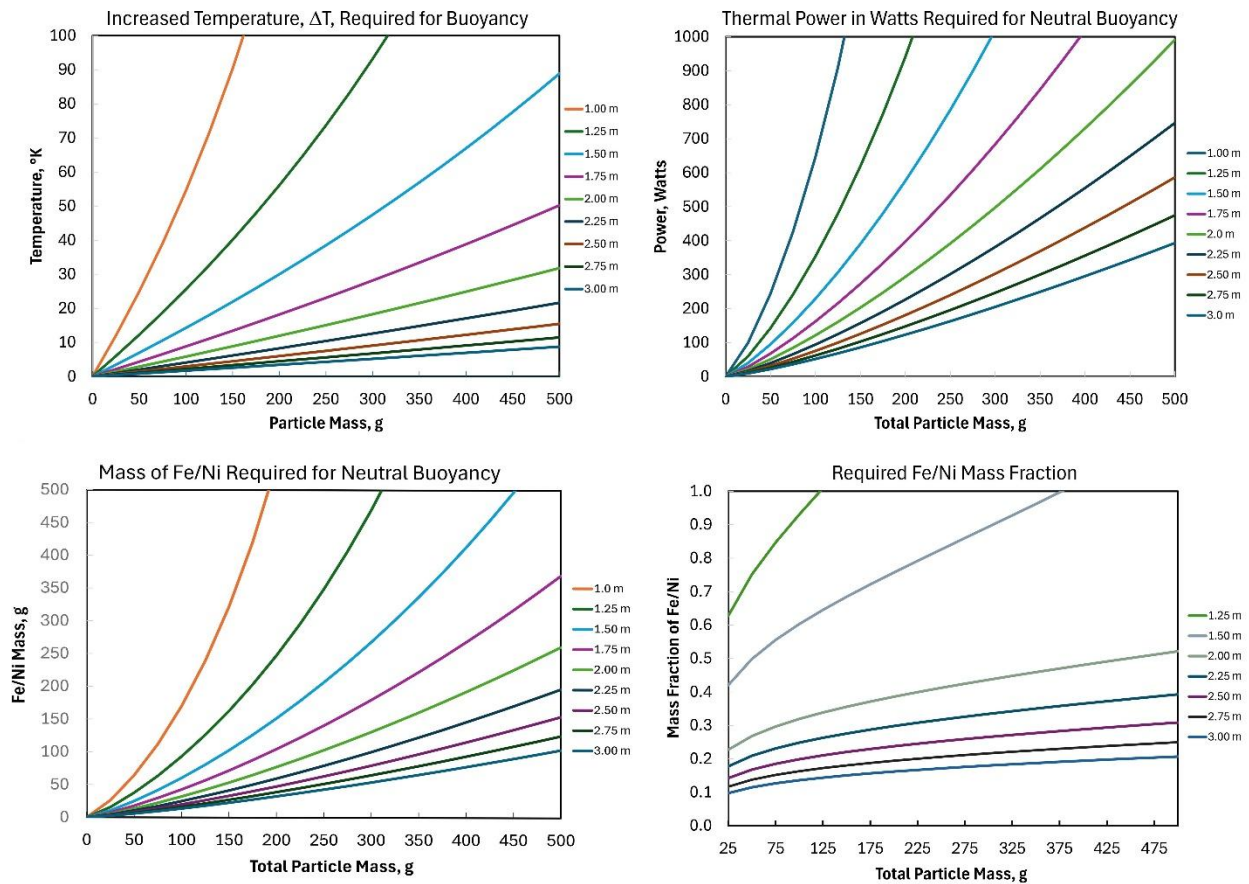 Increased Temperature, ΔT, Required for Buoyancy
100
90
80
70
60
50
40
30
20
10
0
Temperature, °K
0 50 100 150 200 250 300 350 400 450 500
Particle Mass, g
1.00 m
1.25 m
1.50 m
1.75 m
2.00 m
2.25 m
2.50 m
2.75 m
3.00 m
Thermal Power in Watts Required for Neutral Buoyancy
1000
900
800
700
600
500
400
300
200
100
0
Power, Watts
0 50 100 150 200 250 300 350 400 450 500
Total Particle Mass, g
1.00 m
1.25 m
1.50 m
1.75 m
2.0 m
2.25 m
2.50 m
2.75 m
3.0 m
Mass of Fe/Ni Required for Neutral Buoyancy
500
450
400
350
300
250
200
150
100
50
0
Fe/Ni Mass, g
0 50 100 150 200 250 300 350 400 450 500
Total Particle Mass, g
1.0 m
1.25 m
1.50 m
1.75 m
2.00 m
2.25 m
2.50 m
2.75 m
3.00 m
Required Fe/Ni Mass Fraction
1.0
0.9
0.8
0.7
0.6
0.5
0.4
0.3
0.2
0.1
0.0
Mass Fraction of Fe/Ni
25 75 125 175 225 275 325 375 425 475
Total Particle Mass, g
1.25 m
1.50 m
2.00 m
2.25 m
2.50 m
2.75 m
3.00 m